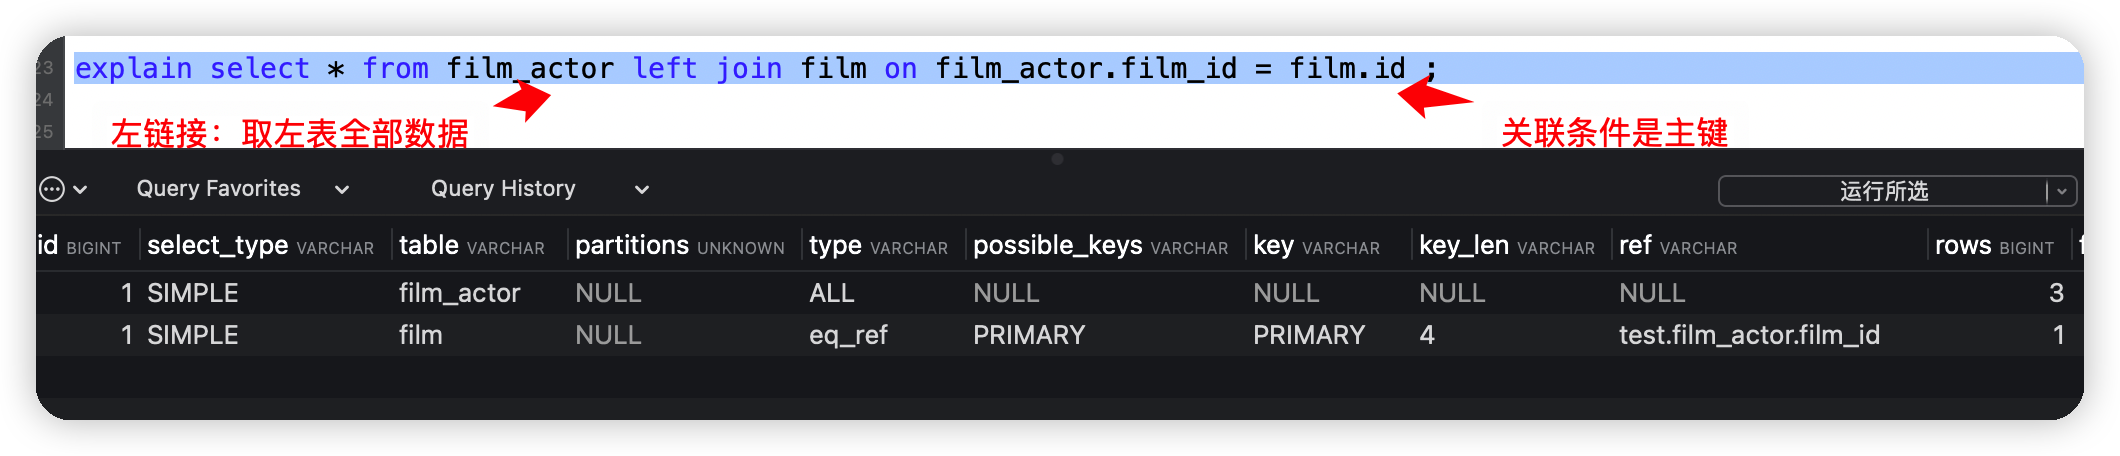 23 explain select * from film_actor left join film on film_actor.film_id = film.id ;
24
左链接：取左表全部数据 关联条件是主键
25
Query Favorites Query History 运行所选
id BIGINT select_type VARCHAR table VARCHAR partitions UNKNOWN type VARCHAR possible_keys VARCHAR key VARCHAR key_len VARCHAR ref VARCHAR rows BIGINT f
1 SIMPLE film_actor NULL ALL NULL NULL NULL NULL 3
1 SIMPLE film NULL eq_ref PRIMARY PRIMARY 4 test.film_actor.film_id 1